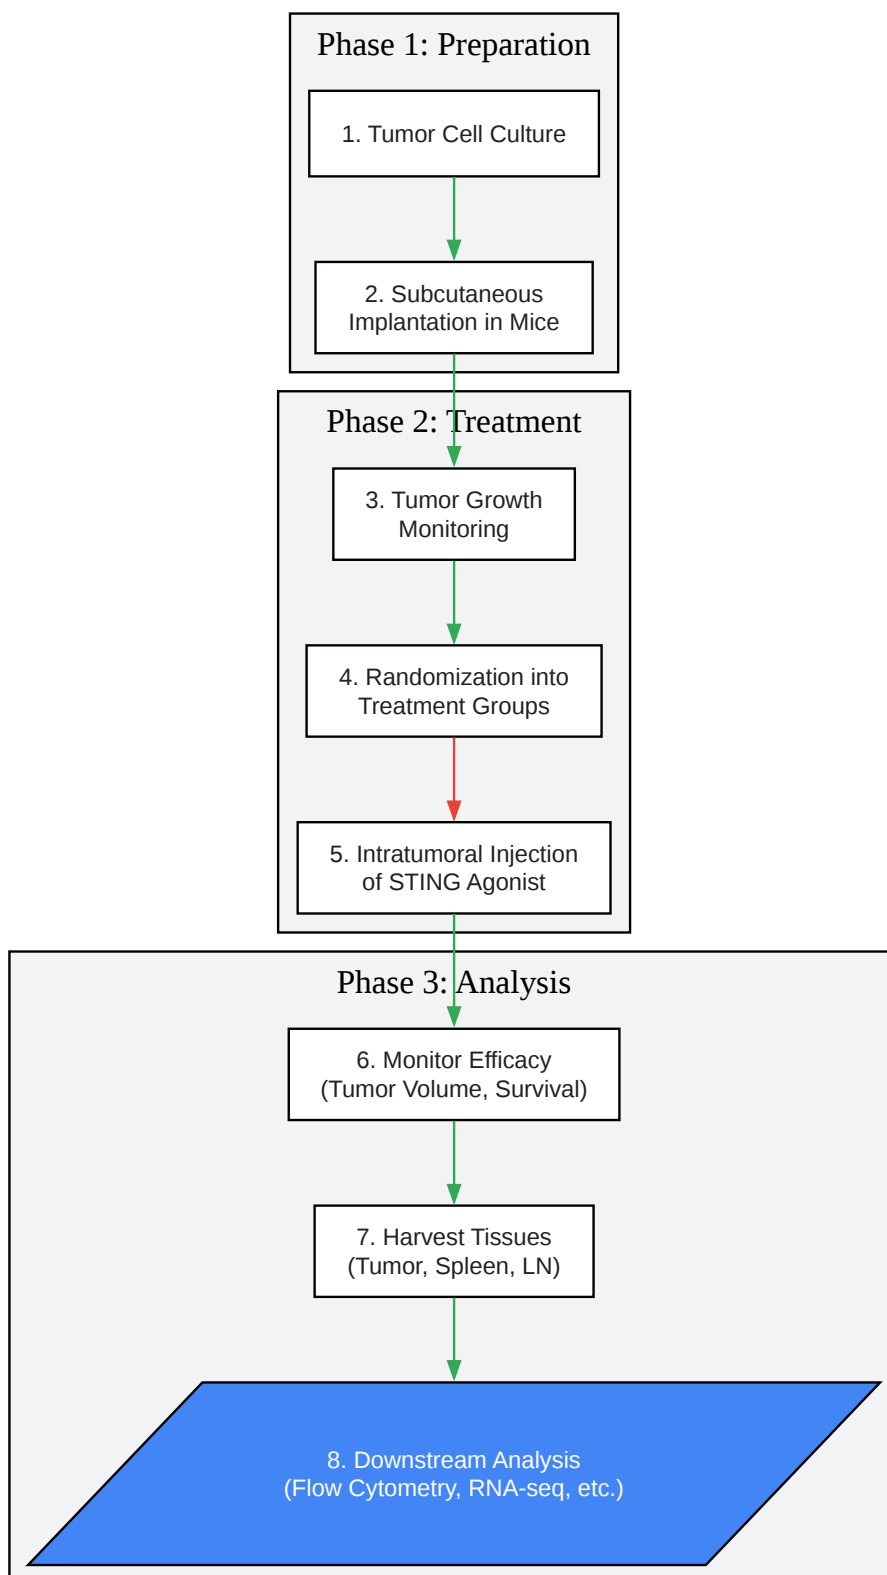 Phase 1: Preparation
1. Tumor Cell Culture
2. Subcutaneous
Implantation in Mice
Phase 2: Treatment
3. Tumor Growth
Monitoring
4. Randomization into
Treatment Groups
5. Intratumoral Injection
of STING Agonist
Phase 3: Analysis
6. Monitor Efficacy
(Tumor Volume, Survival)
7. Harvest Tissues
(Tumor, Spleen, LN)
8. Downstream Analysis
(Flow Cytometry, RNA-seq, etc.)